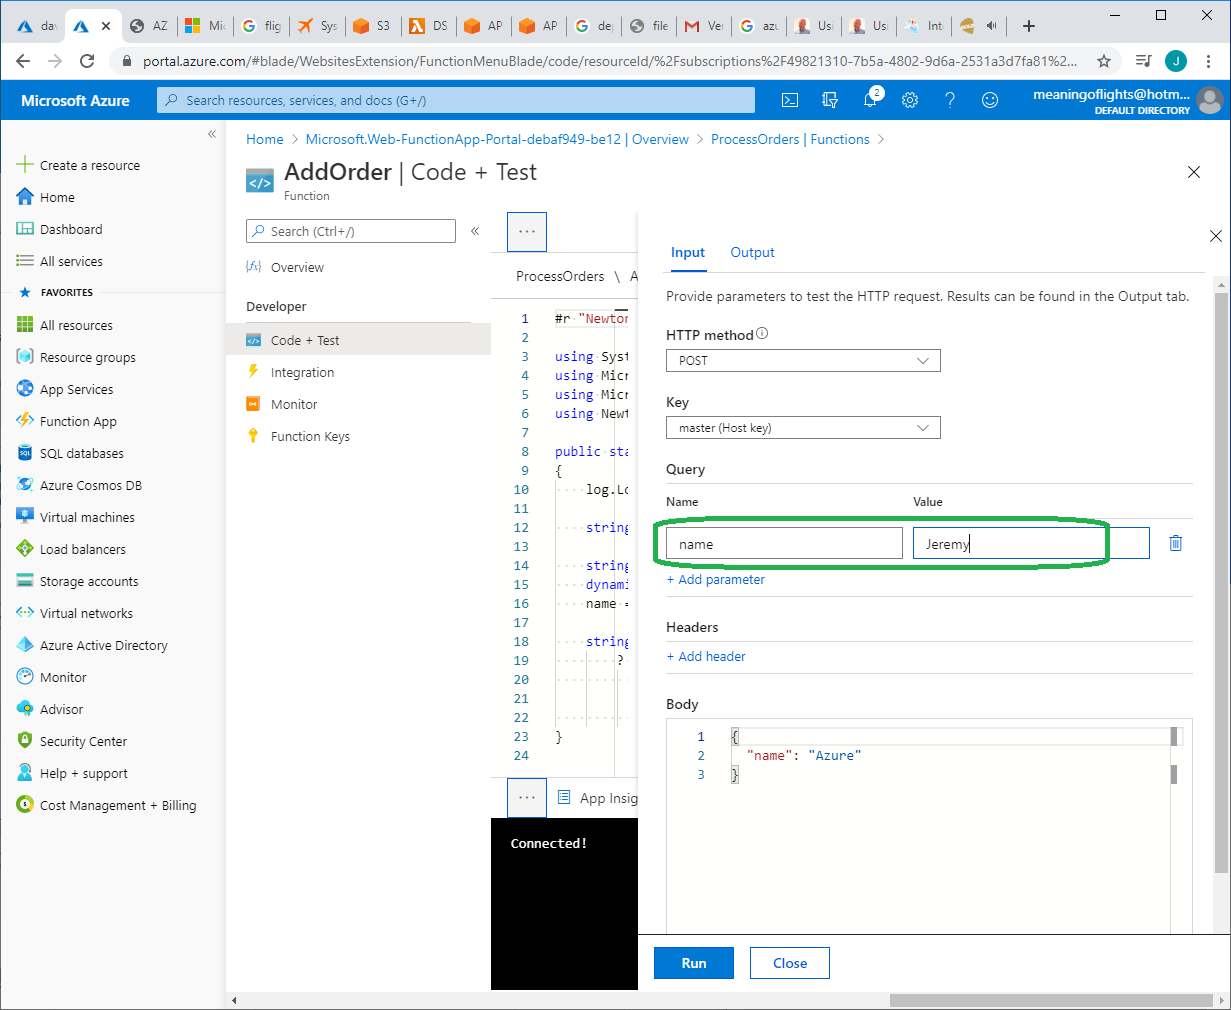 da
AZ
Mic
flig
Sys
S3
DS
AP
AP
dep
file
Ver
azu
Usi
Usi
Int
portal.azure.com/#blade/WebsitesExtension/FunctionMenuBlade/code/resourceId/%2Fsubscriptions%2F49821310-7b5a-4802-9d6a-2531a3d7fa81%2...
J
Microsoft Azure
Search resources, services, and docs (G+/)
2
meaningoflights@hotm...
DEFAULT DIRECTORY
Create a resource
Home
Dashboard
All services
FAVORITES
All resources
Resource groups
App Services
Function App
SQL databases
Azure Cosmos DB
Virtual machines
Load balancers
Storage accounts
Virtual networks
Azure Active Directory
Monitor
Advisor
Security Center
Help + support
Cost Management + Billing
Home > Microsoft.Web-FunctionApp-Portal-debaf949-be12 | Overview > ProcessOrders | Functions >
AddOrder | Code + Test
Function
Search (Ctrl+/)
Overview
Developer
Code + Test
Integration
Monitor
Function Keys
...
ProcessOrders \ A
1 #r "Newton
2
3 using Syst
4 using Micr
5 using Micr
6 using Newt
7
8 public sta
9 {
10 log.Lo
11
12 string
13
14 string
15 dynami
16 name =
17
18 string
19 ?
20
21
22
23 }
24
...
App Insig
Connected!
Input
Output
Provide parameters to test the HTTP request. Results can be found in the Output tab.
HTTP method
POST
Key
master (Host key)
Query
Name Value
name Jeremy
+ Add parameter
Headers
+ Add header
Body
1 {
2 "name": "Azure"
3 }
Run
Close